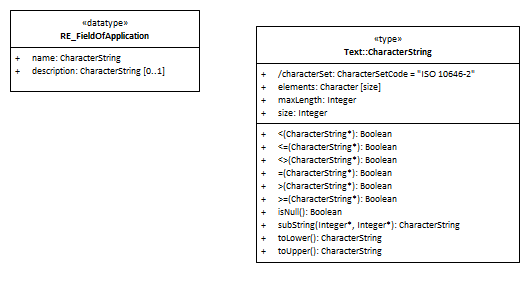 «datatype»
RE_FieldOfApplication
+ name: CharacterString
+ description: CharacterString [0..1]
«type»
Text::CharacterString
+ /characterSet: CharacterSetCode = "ISO 10646-2"
+ elements: Character [size]
+ maxLength: Integer
+ size: Integer
+ <(CharacterString*): Boolean
+ <=(CharacterString*): Boolean
+ <>(CharacterString*): Boolean
+ =(CharacterString*): Boolean
+ >(CharacterString*): Boolean
+ >=(CharacterString*): Boolean
+ isNull(): Boolean
+ subString(Integer*, Integer*): CharacterString
+ toLower(): CharacterString
+ toUpper(): CharacterString